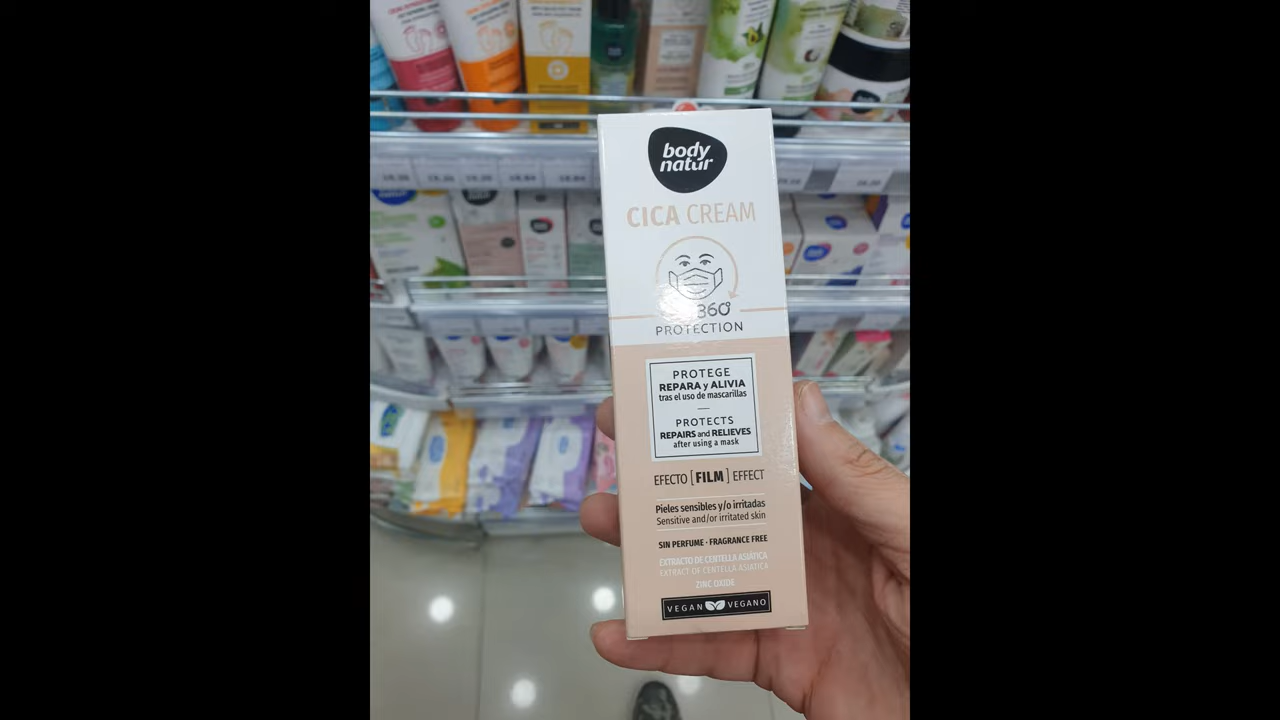 body
natur
CICA CREAM
360º
PROTECTION
PROTEGE
REPARA y ALIVIA
tras el uso de mascarillas
PROTECTS
REPAIRS and RELIEVES
after using a mask
EFECTO [FILM] EFFECT
Pieles sensibles y/o irritadas
Sensitive and/or irritated skin
SIN PERFUME · FRAGRANCE FREE
EXTRACTO DE CENTELLA ASIÁTICA
EXTRACT OF CENTELLA ASIATICA
ZINC OXIDE
VEGAN VEGANO